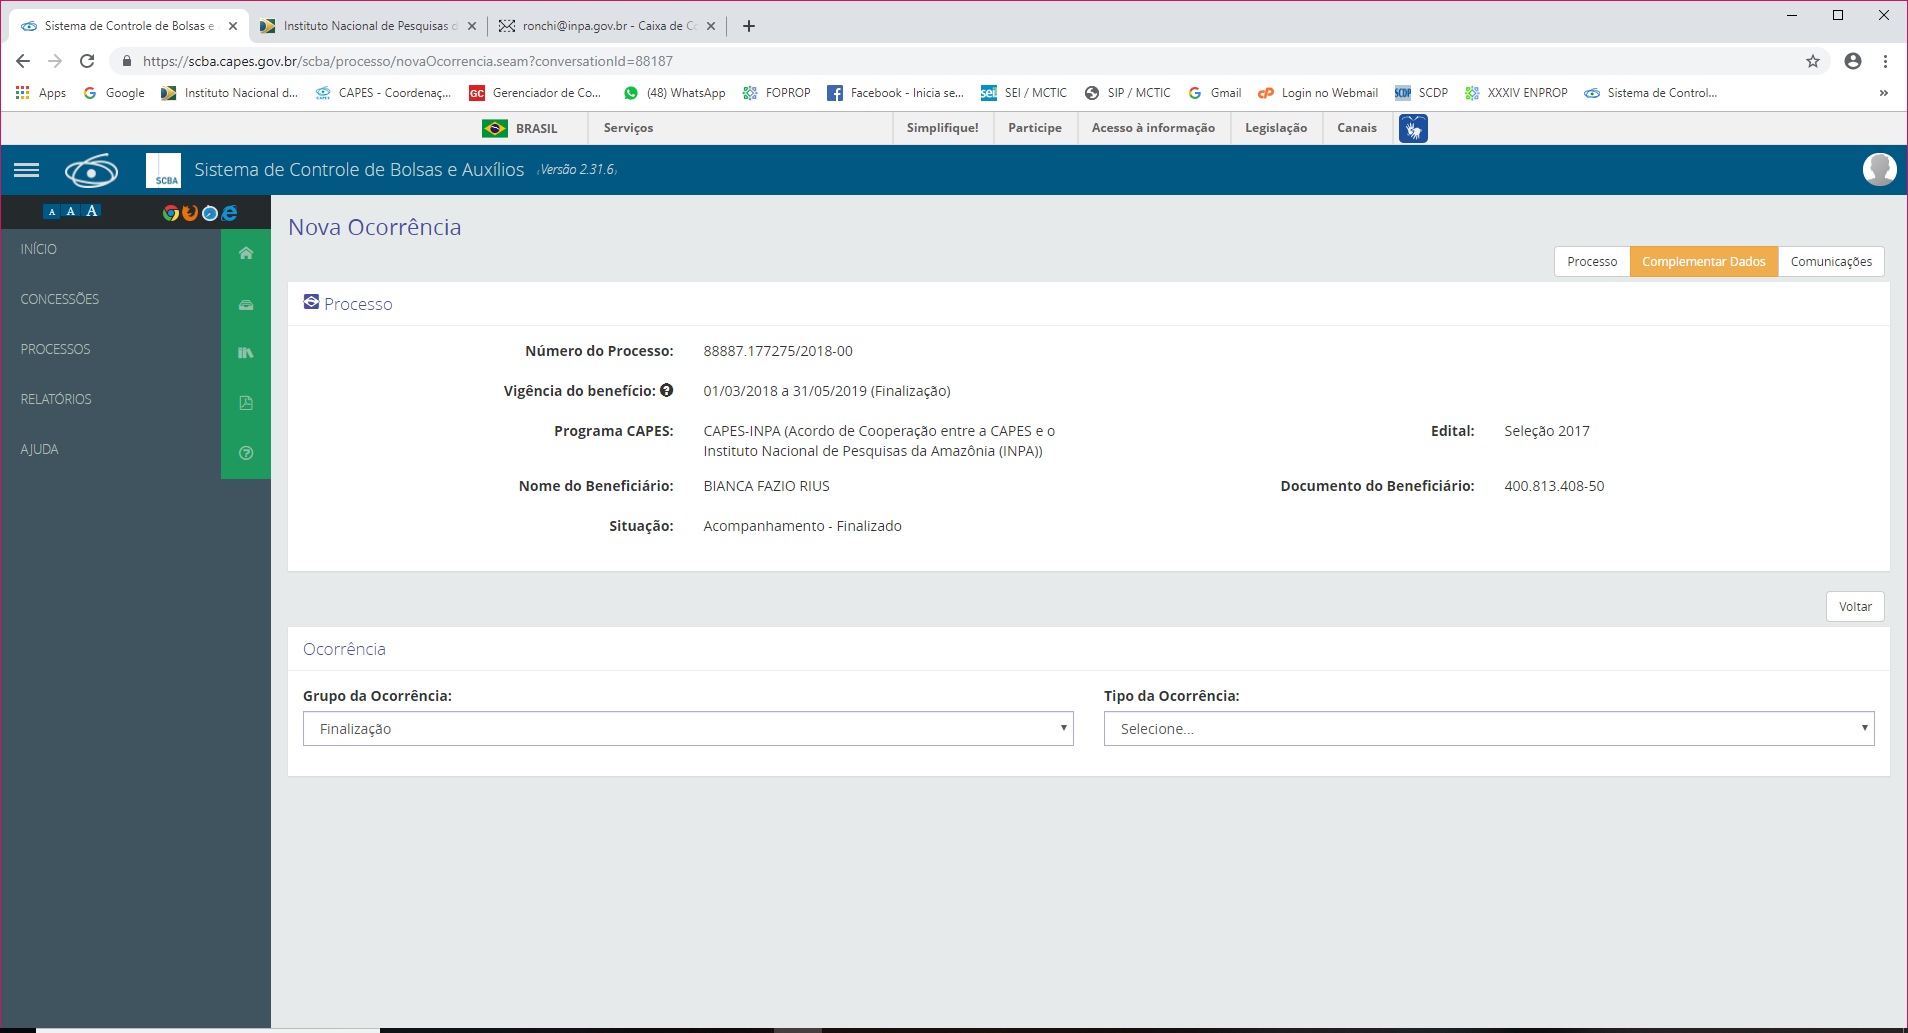 Sistema de Controle de Bolsas e
Instituto Nacional de Pesquisas d
ronchi@inpa.gov.br - Caixa de Co
https://scba.capes.gov.br/scba/processo/novaOcorrencia.seam?conversationId=88187
Apps Google Instituto Nacional d... CAPES - Coordenaç... GC Gerenciador de Co... (48) WhatsApp FOPROP Facebook - Inicia se... sei! SEI / MCTIC SIP / MCTIC Gmail cP Login no Webmail SCDP SCDP XXXIV ENPROP Sistema de Control... »
BRASIL Serviços Simplifique! Participe Acesso à informação Legislação Canais
SCBA Sistema de Controle de Bolsas e Auxílios (Versão 2.31.6)
A A A
INÍCIO
CONCESSÕES
PROCESSOS
RELATÓRIOS
AJUDA
Nova Ocorrência
Processo Complementar Dados Comunicações
Processo
Número do Processo: 88887.177275/2018-00
Vigência do benefício: 01/03/2018 a 31/05/2019 (Finalização)
Programa CAPES: CAPES-INPA (Acordo de Cooperação entre a CAPES e o
Instituto Nacional de Pesquisas da Amazônia (INPA))
Edital: Seleção 2017
Nome do Beneficiário: BIANCA FAZIO RIUS
Documento do Beneficiário: 400.813.408-50
Situação: Acompanhamento - Finalizado
Voltar
Ocorrência
Grupo da Ocorrência: Tipo da Ocorrência:
Finalização Selecione...